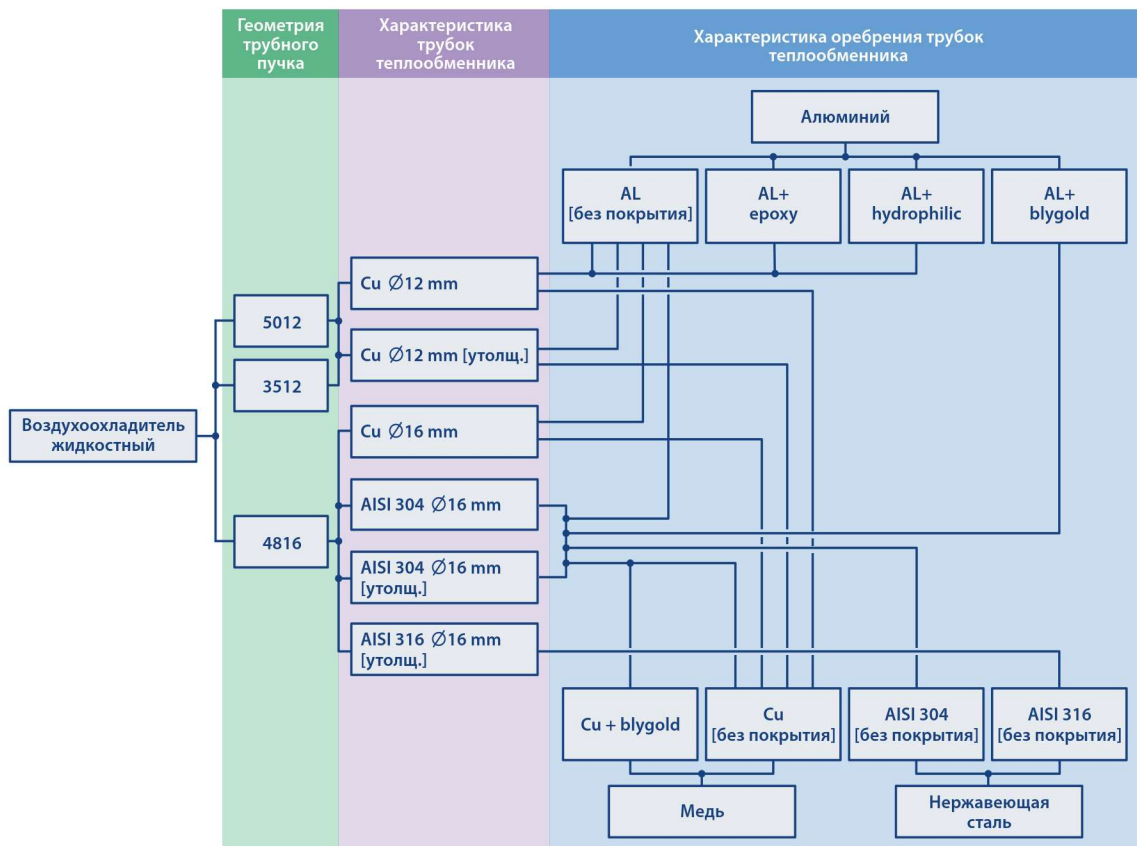 Геометрия
трубного
пучка
Характеристика
трубок
теплообменника
Характеристика оребрения трубок
теплообменника
Алюминий
AL
[без покрытия]
AL+
epoxy
AL+
hydrophilic
AL+
blygold
Cu Ø12 mm
5012
Cu Ø12 mm [утолщ.]
3512
Воздухоохладитель
жидкостный
Cu Ø16 mm
AISI 304 Ø16 mm
4816
AISI 304 Ø16 mm
[утолщ.]
AISI 316 Ø16 mm
[утолщ.]
Cu + blygold
Cu
[без покрытия]
AISI 304
[без покрытия]
AISI 316
[без покрытия]
Медь
Нержавеющая
сталь